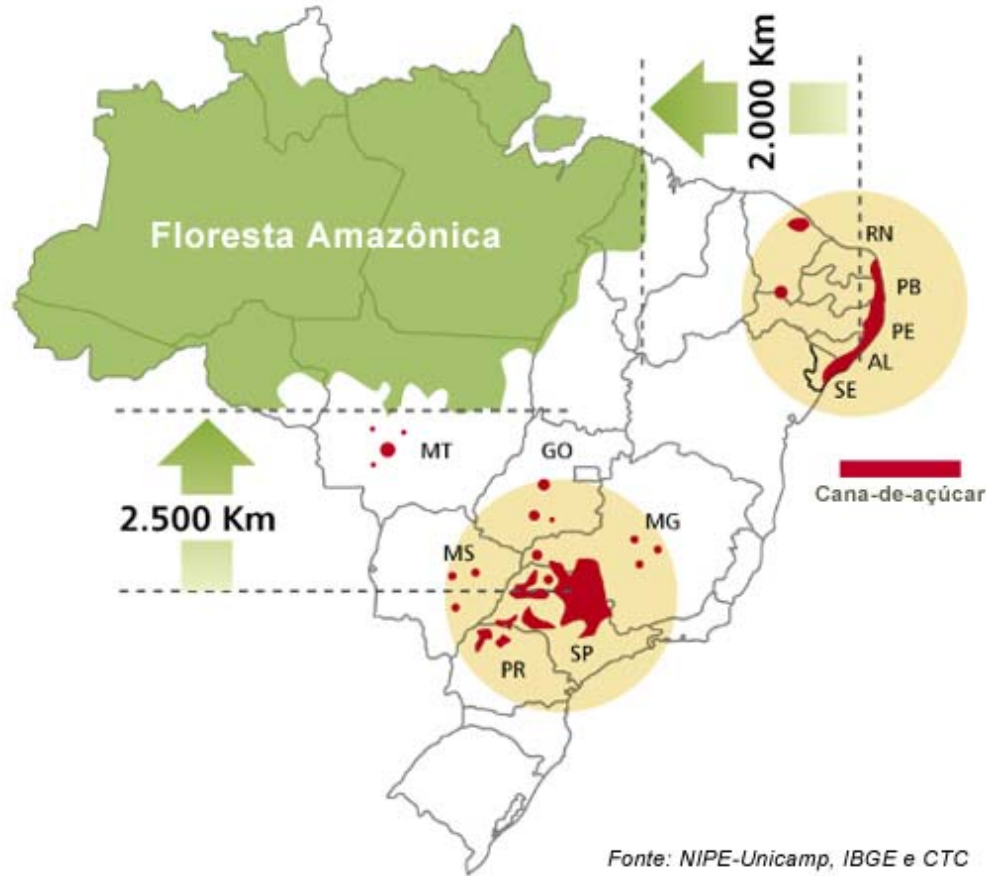 2.000 Km
Floresta Amazônica
RN
PB
PE
AL
SE
MT
GO
Cana-de-açúcar
2.500 Km
MG
MS
SP
PR
Fonte: NIPE-Unicamp, IBGE e CTC